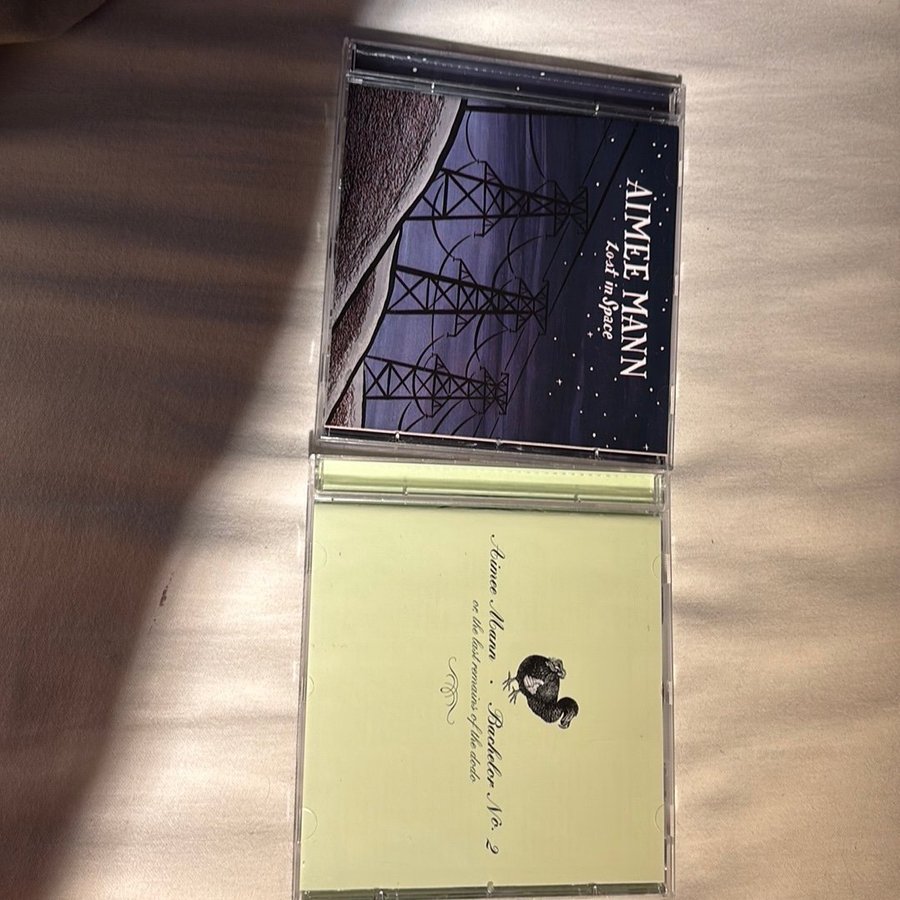 AIMEE MANN
Lost in Space
Aimee Mann · Bachelor No. 2
or, the last remains of the dodo